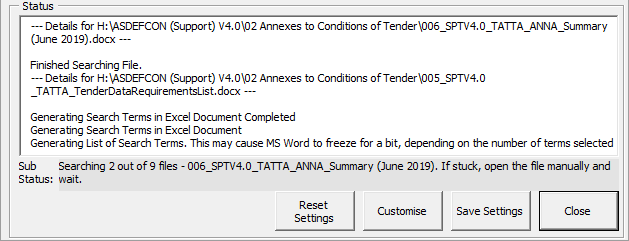 Status
--- Details for H:\ASDEFCON (Support) V4.0\02 Annexes to Conditions of Tender\006_SPTV4.0_TATTA_ANNA_Summary
(June 2019).docx ---
Finished Searching File.
--- Details for H:\ASDEFCON (Support) V4.0\02 Annexes to Conditions of Tender\005_SPTV4.0
_TATTA_TenderDataRequirementsList.docx ---
Generating Search Terms in Excel Document Completed
Generating Search Terms in Excel Document
Generating List of Search Terms. This may cause MS Word to freeze for a bit, depending on the number of terms selected
Sub Status:
Searching 2 out of 9 files - 006_SPTV4.0_TATTA_ANNA_Summary (June 2019). If stuck, open the file manually and
wait.
Reset Settings
Customise
Save Settings
Close